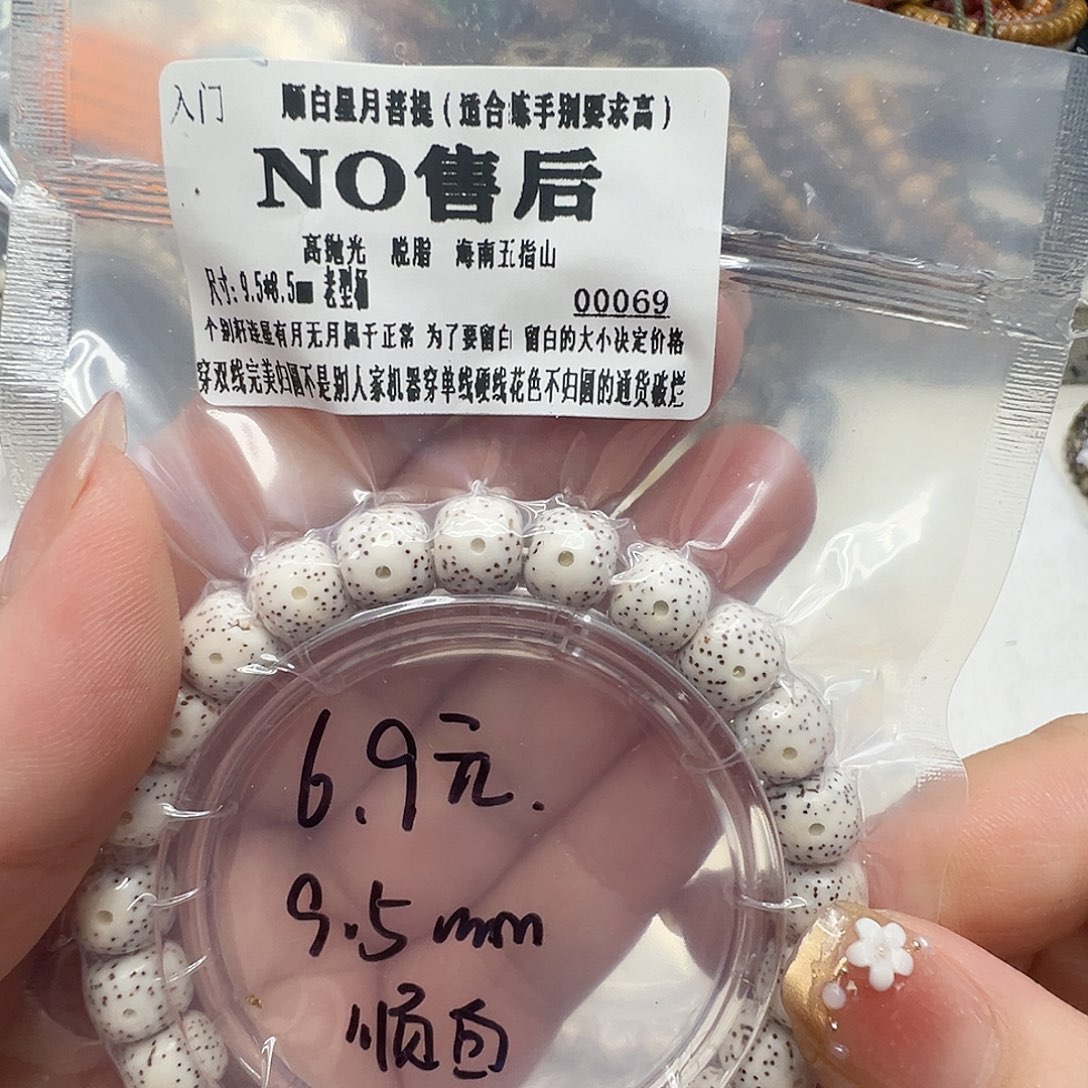 入门 顺白星月菩提（适合练手别要求高）
NO售后
高抛光 脱脂 海南五指山
尺寸:9.5*8.5mm 老型桶
00069
个别杆连星有月无月属于正常 为了要留白 留白的大小决定价格
穿双线完美归圆不是别人家机器穿单线硬线花色不归圆的通货破烂
6.9元.
9.5mm
顺白